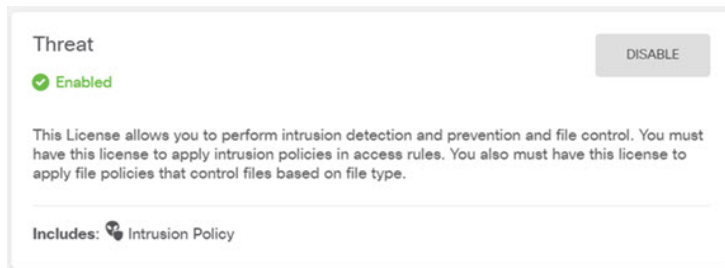 Threat
DISABLE
Enabled
This License allows you to perform intrusion detection and prevention and file control. You must
have this license to apply intrusion policies in access rules. You also must have this license to
apply file policies that control files based on file type.
Includes: Intrusion Policy